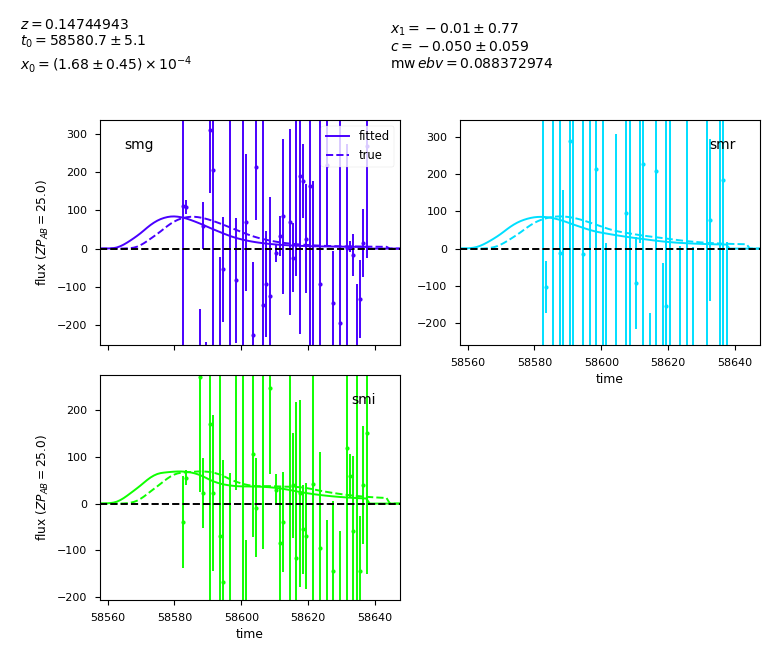 z = 0.14744943
t₀ = 58580.7 ± 5.1
x₀ = (1.68 ± 0.45) × 10⁻⁴
x₁ = −0.01 ± 0.77
c = −0.050 ± 0.059
mw ebv = 0.088372974
smg
fitted
true
300
200
100
0
−100
−200
flux (ZP_AB = 25.0)
smr
300
200
100
0
−100
−200
58560 58580 58600 58620 58640
time
smi
200
100
0
−100
−200
flux (ZP_AB = 25.0)
58560 58580 58600 58620 58640
time